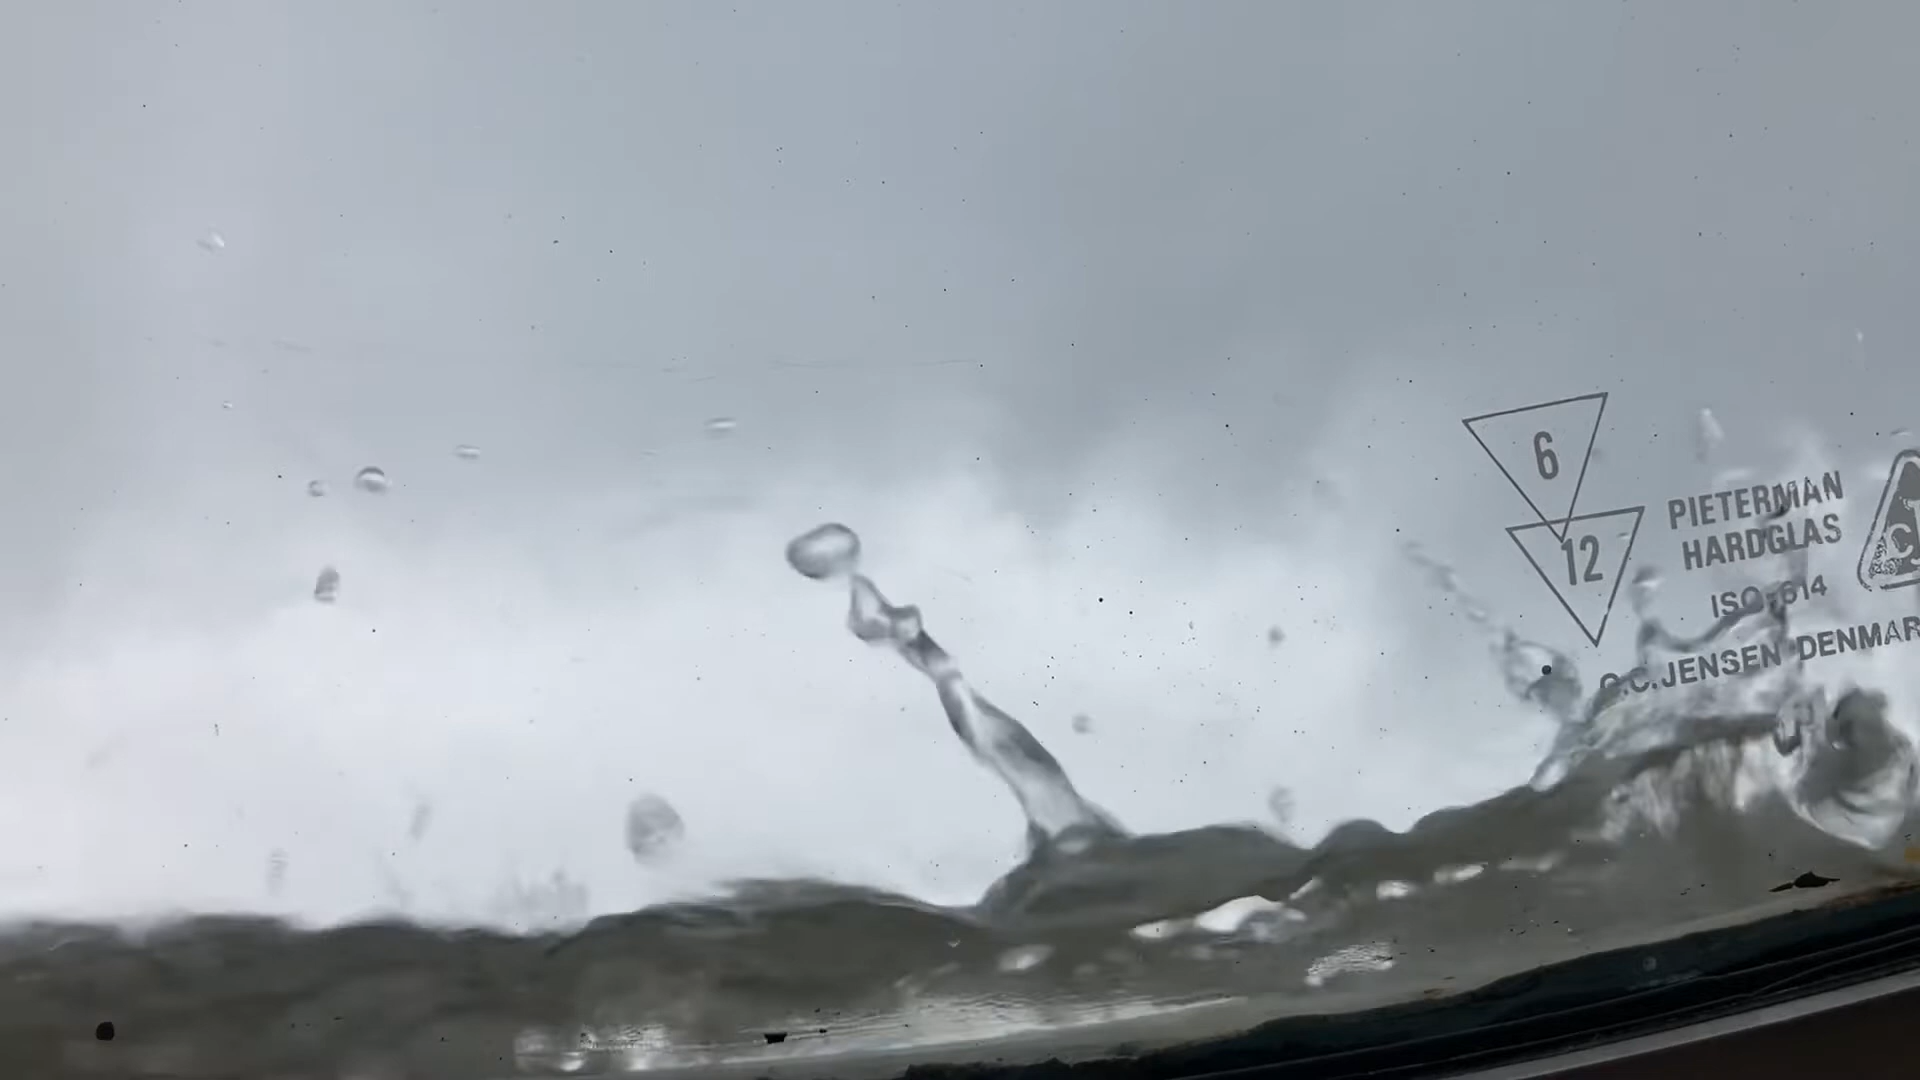 6
12
PIETERMAN
HARDGLAS
ISO-614
C.C.JENSEN DENMAR